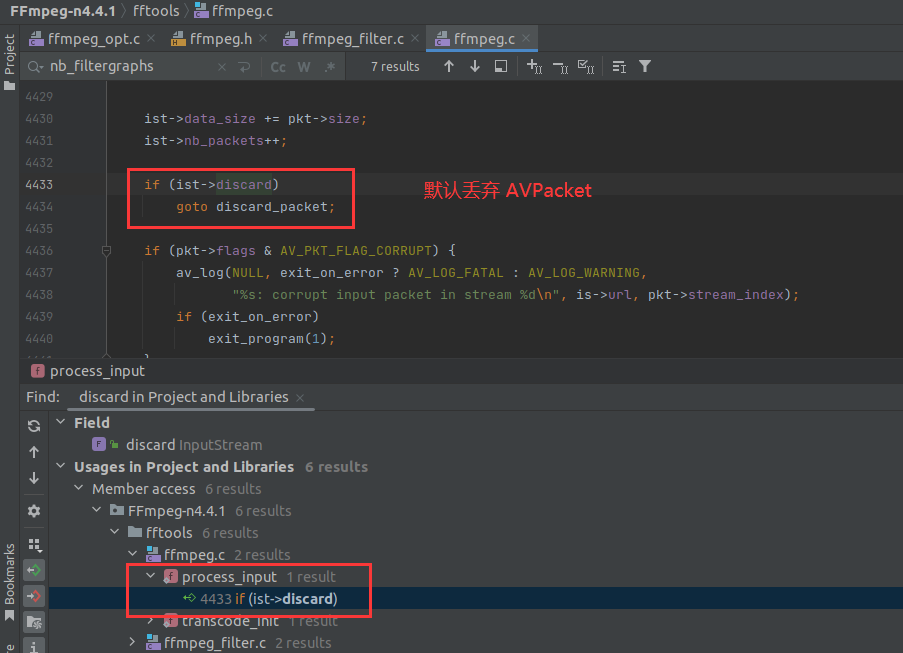 FFmpeg-n4.4.1 fftools ffmpeg.c
ffmpeg_opt.c ffmpeg.h ffmpeg_filter.c ffmpeg.c
nb_filtergraphs Cc W .* 7 results
Project
4429
4430 ist->data_size += pkt->size;
4431 ist->nb_packets++;
4432
4433 if (ist->discard)
默认丢弃 AVPacket
4434 goto discard_packet;
4435
4436 if (pkt->flags & AV_PKT_FLAG_CORRUPT) {
4437 av_log(NULL, exit_on_error ? AV_LOG_FATAL : AV_LOG_WARNING,
4438 "%s: corrupt input packet in stream %d\n", is->url, pkt->stream_index);
4439 if (exit_on_error)
4440 exit_program(1);
f process_input
Find: discard in Project and Libraries
Field
F discard InputStream
Usages in Project and Libraries 6 results
Member access 6 results
FFmpeg-n4.4.1 6 results
fftools 6 results
ffmpeg.c 2 results
f process_input 1 result
4433 if (ist->discard)
f transcode_init 1 result
ffmpeg_filter.c 2 results
Bookmarks